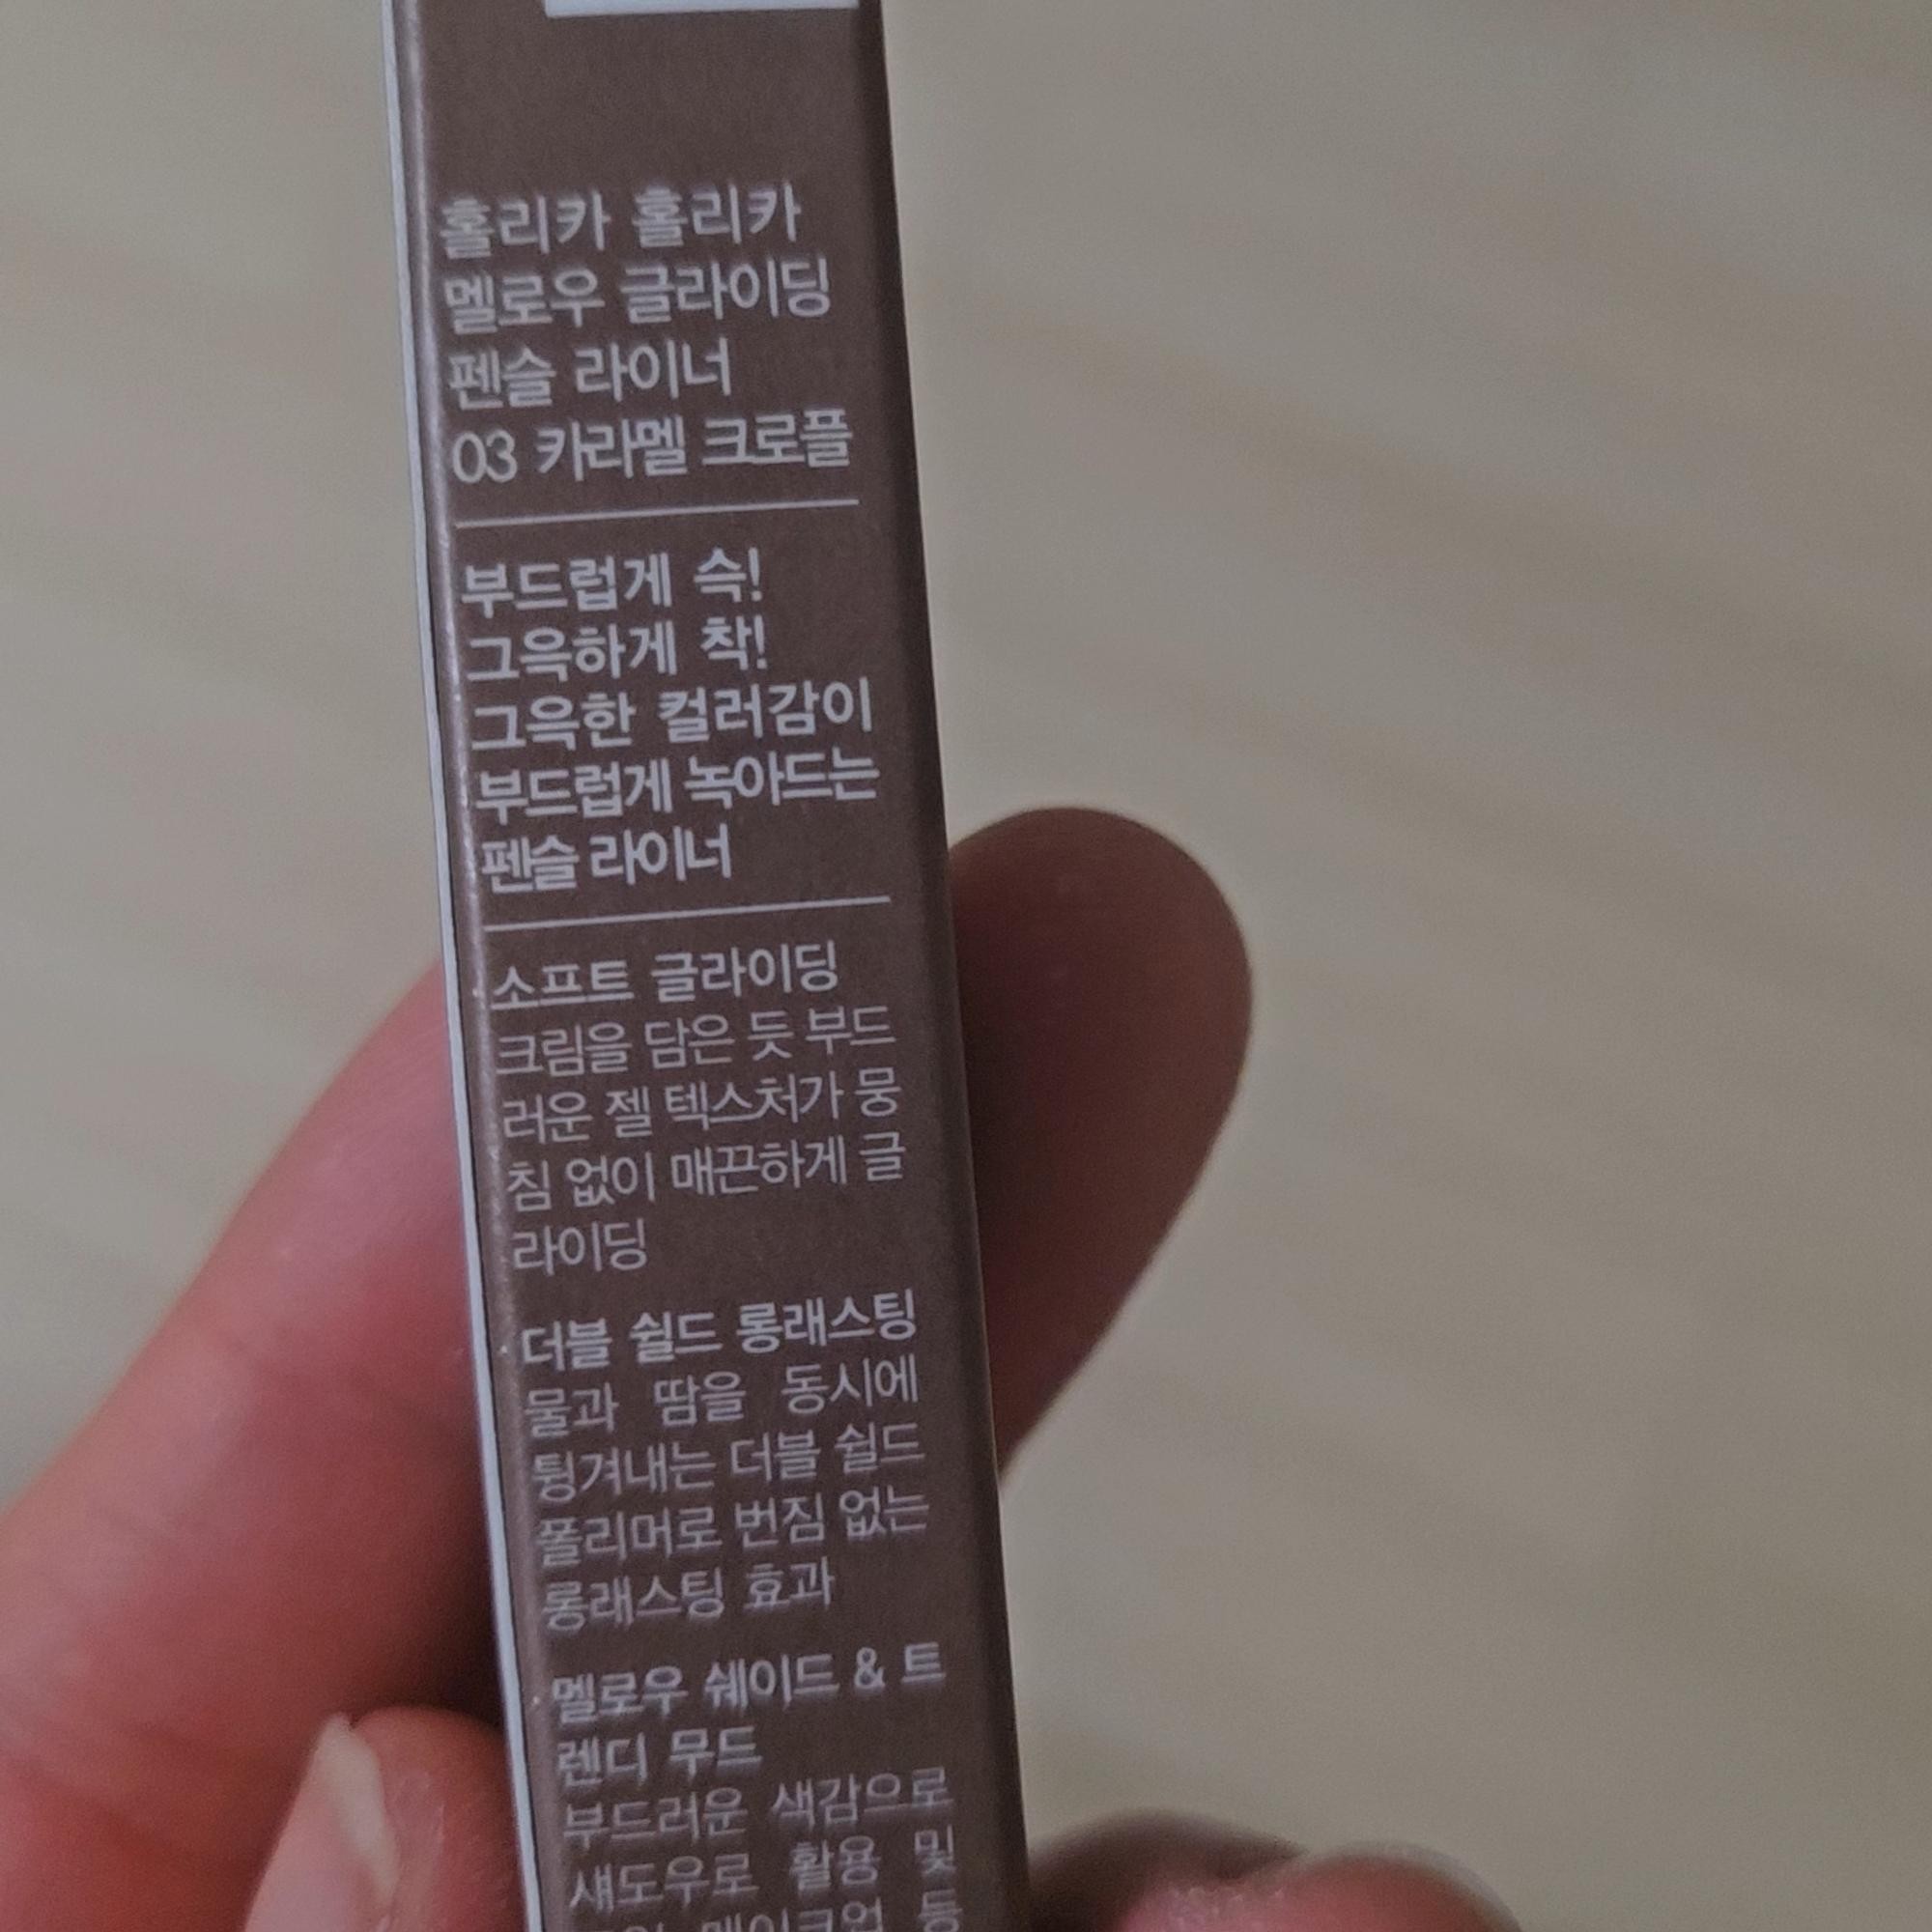 홀리카 홀리카
멜로우 글라이딩
펜슬 라이너
03 카라멜 크로플
부드럽게 슥!
그윽하게 착!
그윽한 컬러감이
부드럽게 녹아드는
펜슬 라이너
소프트 글라이딩
크림을 담은 듯 부드
러운 젤 텍스처가 뭉
침 없이 매끈하게 글
라이딩
더블 쉴드 롱래스팅
물과 땀을 동시에
튕겨내는 더블 쉴드
폴리머로 번짐 없는
롱래스팅 효과
멜로우 쉐이드 & 트
렌디 무드
부드러운 색감으로
섀도우로 활용 및
메이크업 등